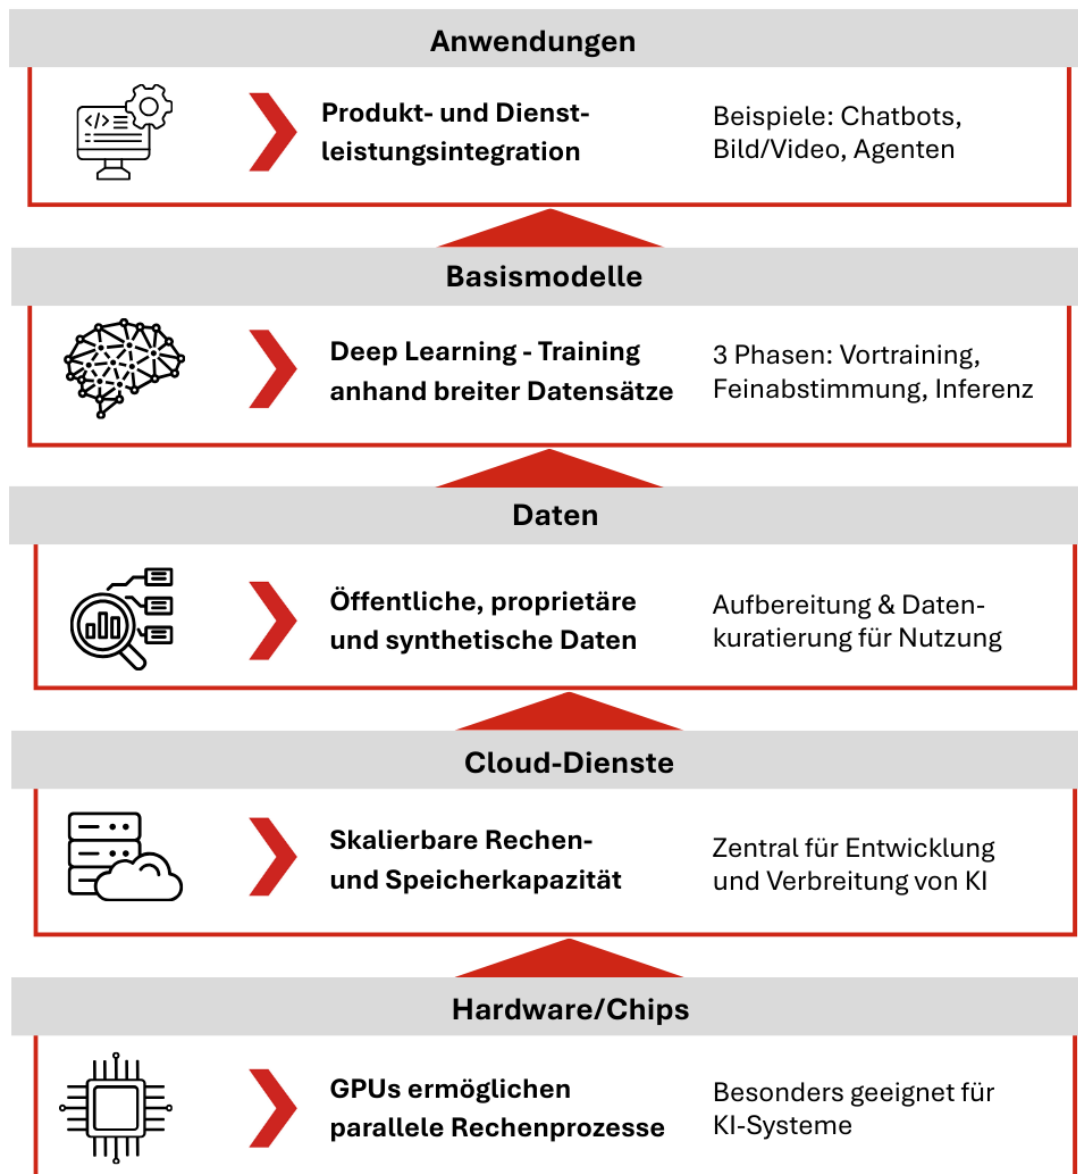 Anwendungen
</>
Produkt- und Dienst-
leistungsintegration
Beispiele: Chatbots,
Bild/Video, Agenten
Basismodelle
Deep Learning - Training
anhand breiter Datensätze
3 Phasen: Vortraining,
Feinabstimmung, Inferenz
Daten
Öffentliche, proprietäre
und synthetische Daten
Aufbereitung & Daten-
kuratierung für Nutzung
Cloud-Dienste
Skalierbare Rechen-
und Speicherkapazität
Zentral für Entwicklung
und Verbreitung von KI
Hardware/Chips
GPUs ermöglichen
parallele Rechenprozesse
Besonders geeignet für
KI-Systeme